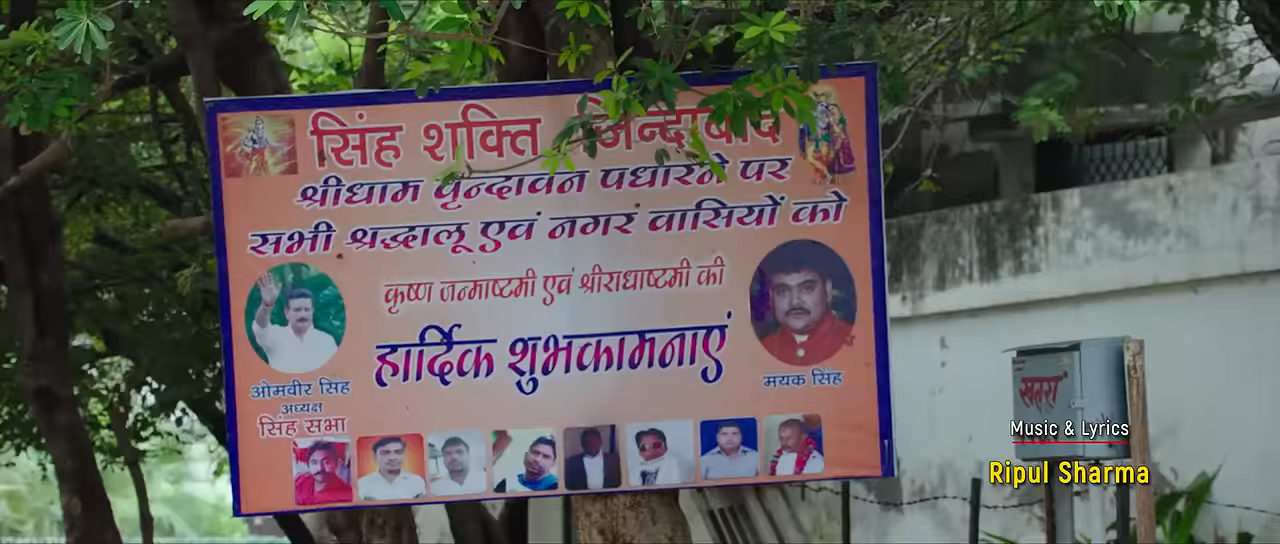 सिंह शक्ति जिन्दाबाद
श्रीधाम वृन्दावन पधारने पर
सभी श्रद्धालू एवं नगर वासियों को
कृष्ण जन्माष्टमी एवं श्रीराधाष्टमी की
हार्दिक शुभकामनाएं
ओमवीर सिंह
अध्यक्ष
सिंह सभा
मयक सिंह
Music & Lyrics
Ripul Sharma